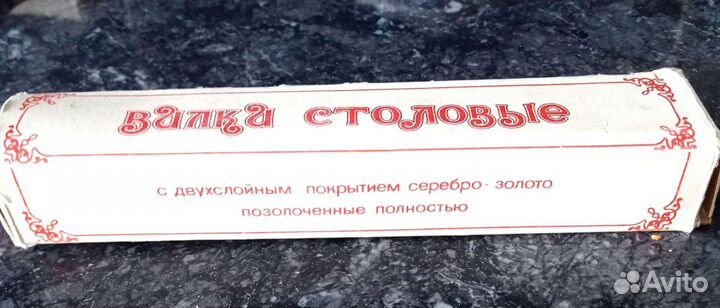 вилки столовые
с двухслойным покрытием серебро - золото
позолоченные полностью
Avito